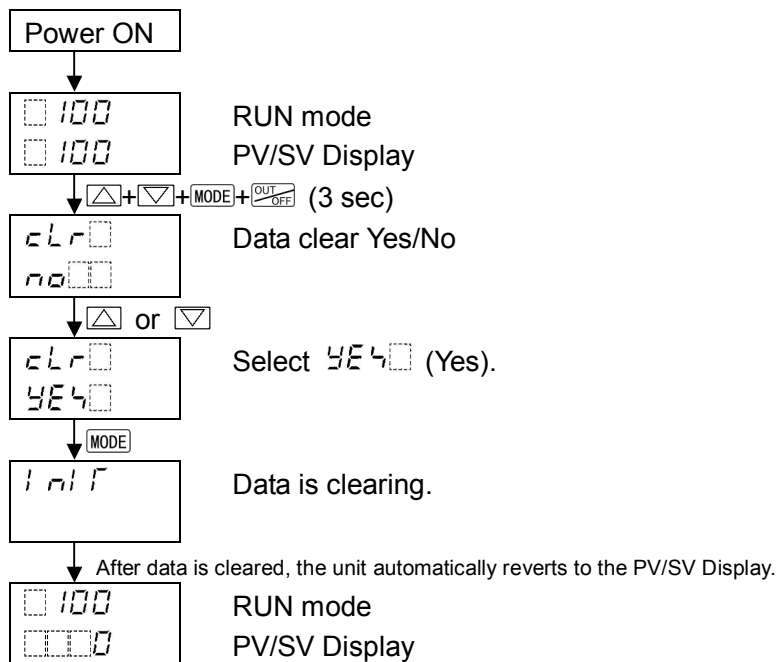 Power ON
100 RUN mode
100 PV/SV Display
△+▽+MODE+OUT/OFF (3 sec)
cLr Data clear Yes/No
no
△ or ▽
cLr Select YES (Yes).
YES
MODE
InIT Data is clearing.
After data is cleared, the unit automatically reverts to the PV/SV Display.
100 RUN mode
0 PV/SV Display